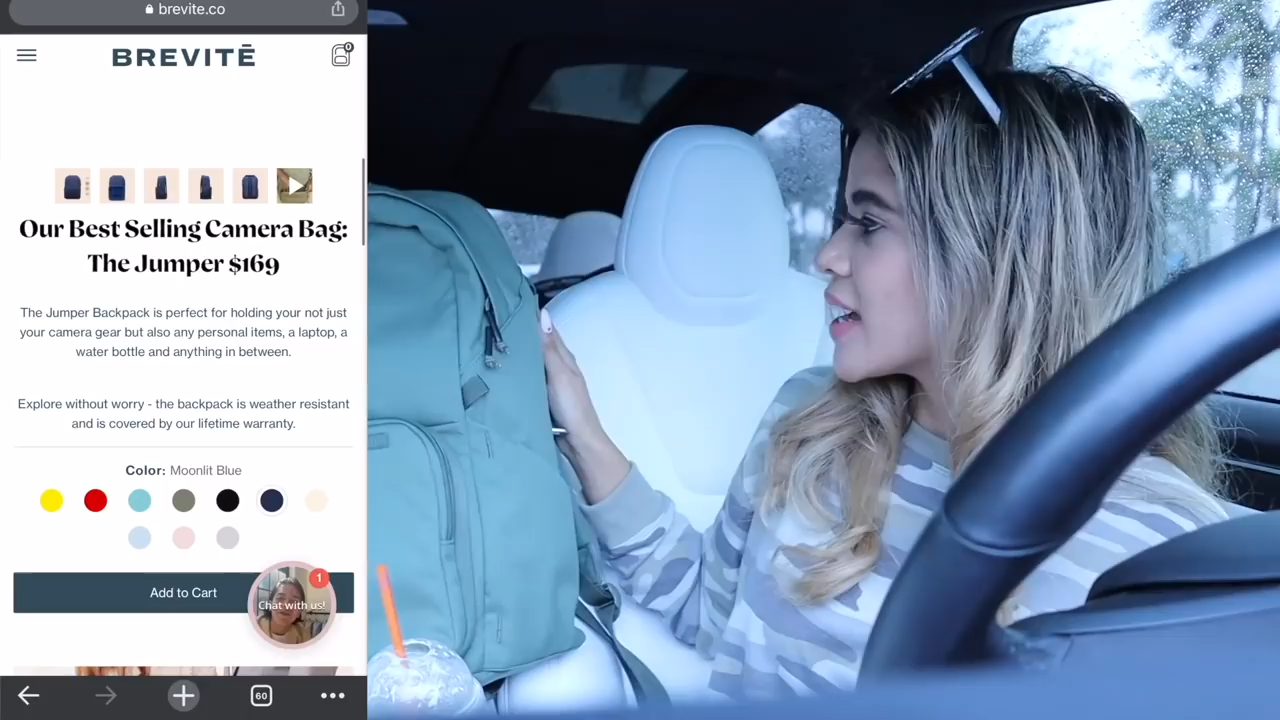 brevite.co
BREVITĒ
0
Our Best Selling Camera Bag:
The Jumper $169
The Jumper Backpack is perfect for holding your not just
your camera gear but also any personal items, a laptop, a
water bottle and anything in between.
Explore without worry - the backpack is weather resistant
and is covered by our lifetime warranty.
Color: Moonlit Blue
Add to Cart
1
Chat with us!
60